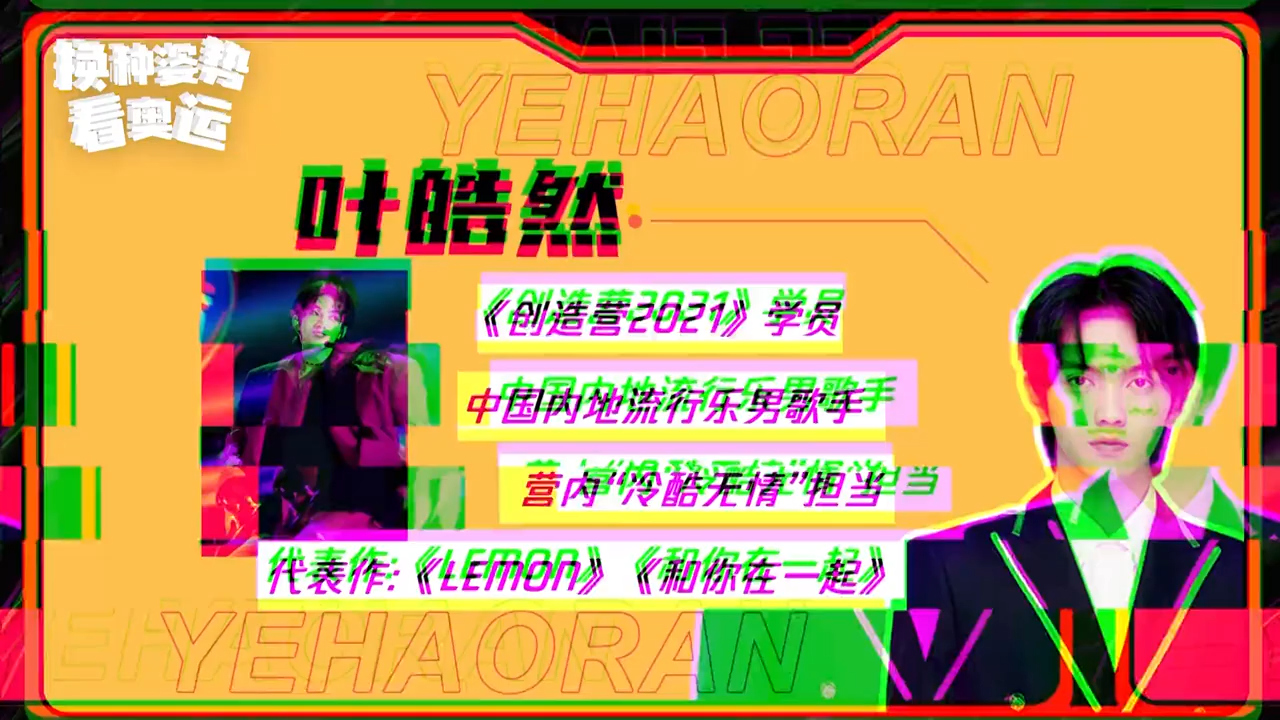 换种姿势
看奥运
YEHAORAN
叶皓然
《创造营2021》学员
中国内地流行乐男歌手
营内“冷酷无情”担当
代表作:《LEMON》《和你在一起》
YEHAORAN